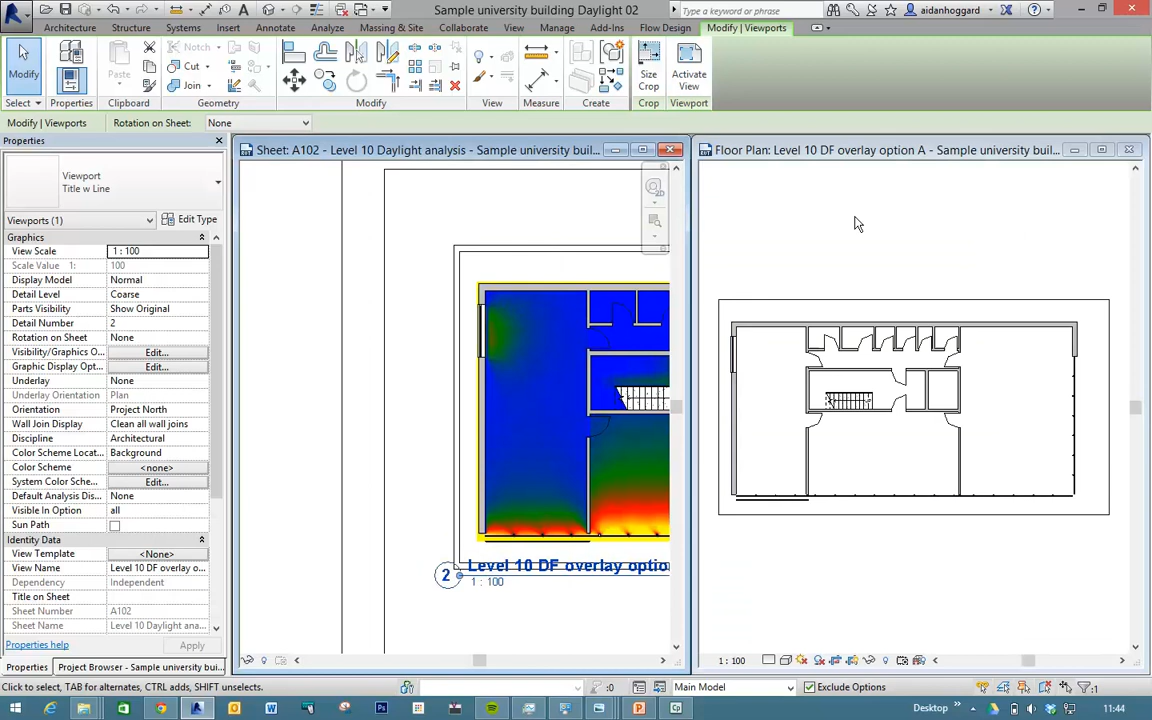 Sample university building Daylight 02
Type a keyword or phrase
aidanhoggard
Architecture Structure Systems Insert Annotate Analyze Massing & Site Collaborate View Manage Add-Ins Flow Design Modify | Viewports
Modify
Properties
Paste
Notch
Cut
Join
Size Crop
Activate View
Select Properties Clipboard Geometry Modify View Measure Create Crop Viewport
Modify | Viewports Rotation on Sheet: None
Properties
Viewport
Title w Line
Viewports (1) Edit Type
Graphics
View Scale 1 : 100
Scale Value 1: 100
Display Model Normal
Detail Level Coarse
Parts Visibility Show Original
Detail Number 2
Rotation on Sheet None
Visibility/Graphics O... Edit...
Graphic Display Opt... Edit...
Underlay None
Underlay Orientation Plan
Orientation Project North
Wall Join Display Clean all wall joins
Discipline Architectural
Color Scheme Locat... Background
Color Scheme <none>
System Color Sche... Edit...
Default Analysis Dis... None
Visible In Option all
Sun Path
Identity Data
View Template <None>
View Name Level 10 DF overlay o...
Dependency Independent
Title on Sheet
Sheet Number A102
Sheet Name Level 10 Daylight ana...
Properties help Apply
Properties Project Browser - Sample university bui...
Sheet: A102 - Level 10 Daylight analysis - Sample university buil...
2D
2 Level 10 DF overlay optio
1 : 100
Floor Plan: Level 10 DF overlay option A - Sample university bu...
1 : 100
Click to select, TAB for alternates, CTRL adds, SHIFT unselects. :0 Main Model Exclude Options :1
Desktop 11:44